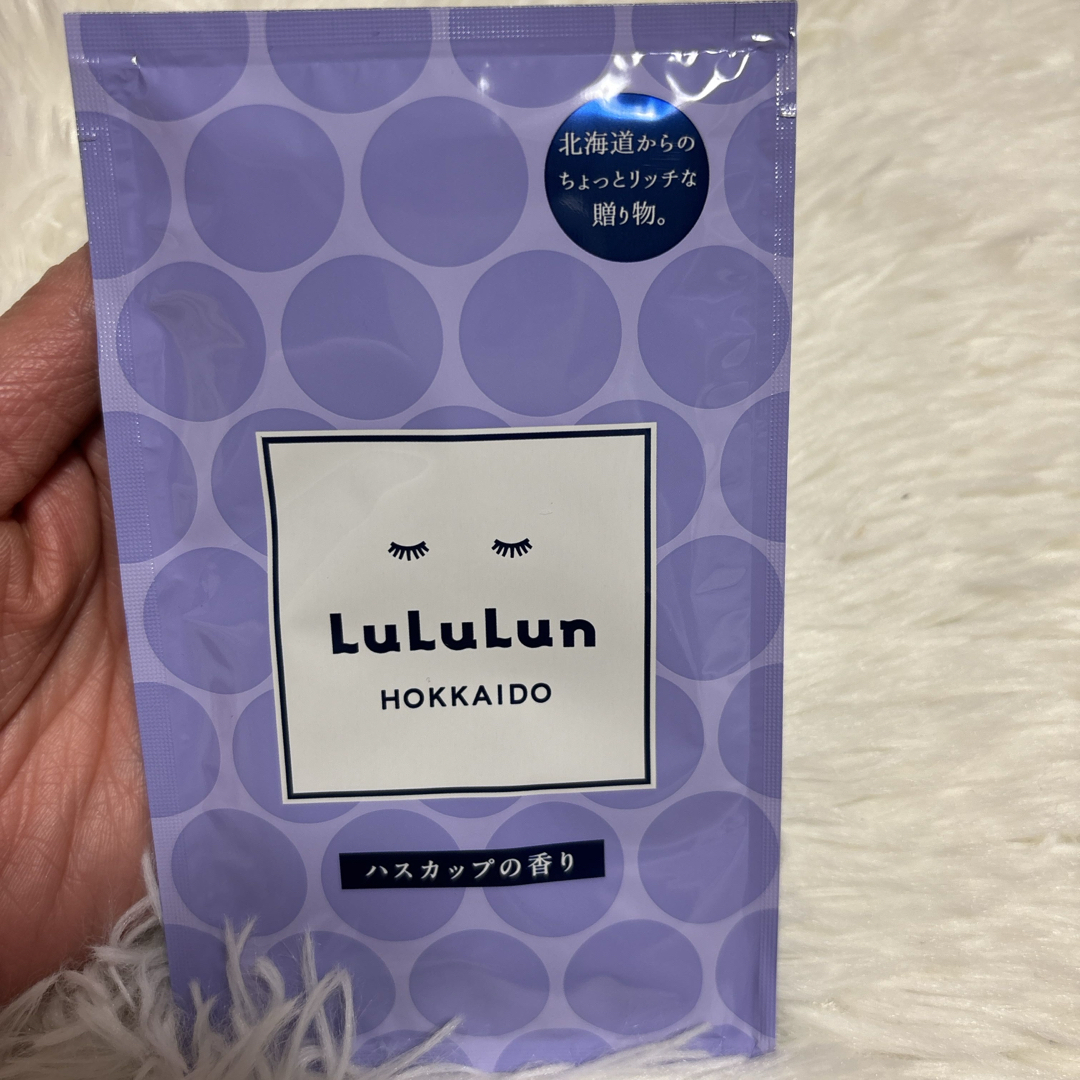 北海道からの
ちょっとリッチな
贈り物。
LuLuLun
HOKKAIDO
ハスカップの香り